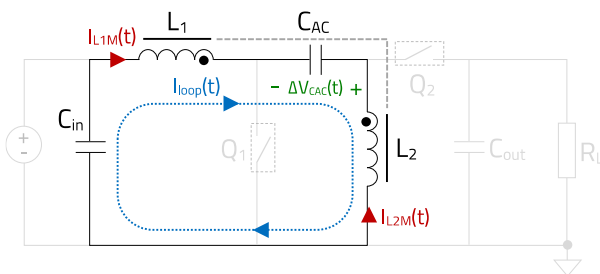 L1 CAC
IL1M(t)
Iloop(t) - ΔVCAC(t) + Q2
Cin
+
-
Q1 L2 Cout RL
IL2M(t)